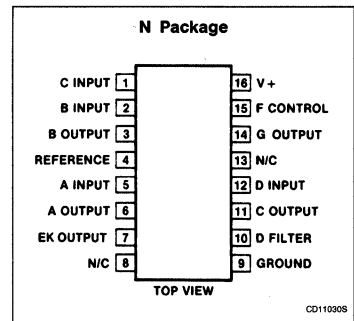 N Package
C INPUT 1
B INPUT 2
B OUTPUT 3
REFERENCE 4
A INPUT 5
A OUTPUT 6
EK OUTPUT 7
N/C 8
16 V+
15 F CONTROL
14 G OUTPUT
13 N/C
12 D INPUT
11 C OUTPUT
10 D FILTER
9 GROUND
TOP VIEW
CD11030S